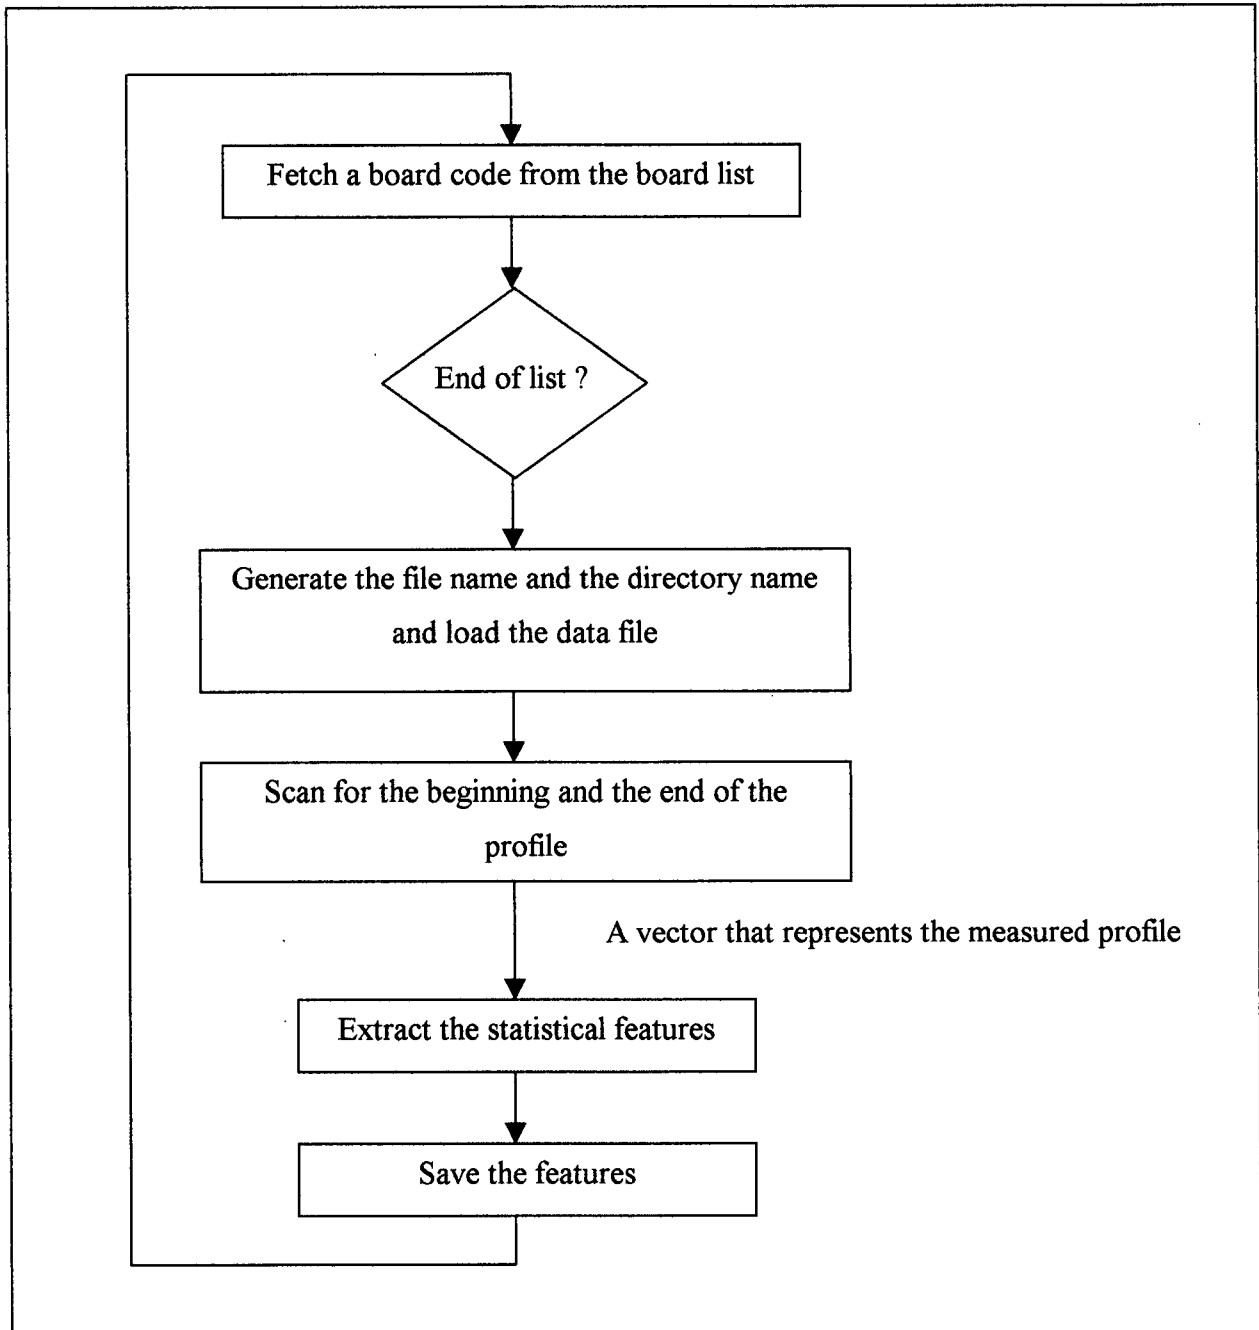 Fetch a board code from the board list
End of list ?
Generate the file name and the directory name
and load the data file
Scan for the beginning and the end of the
profile
A vector that represents the measured profile
Extract the statistical features
Save the features